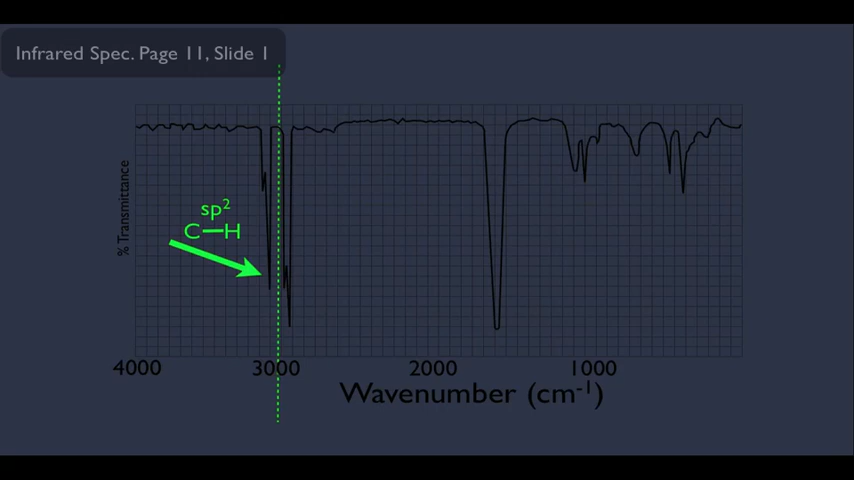 Infrared Spec. Page 11, Slide 1
% Transmittance
sp²
C—H
4000 3000 2000 1000
Wavenumber (cm⁻¹)